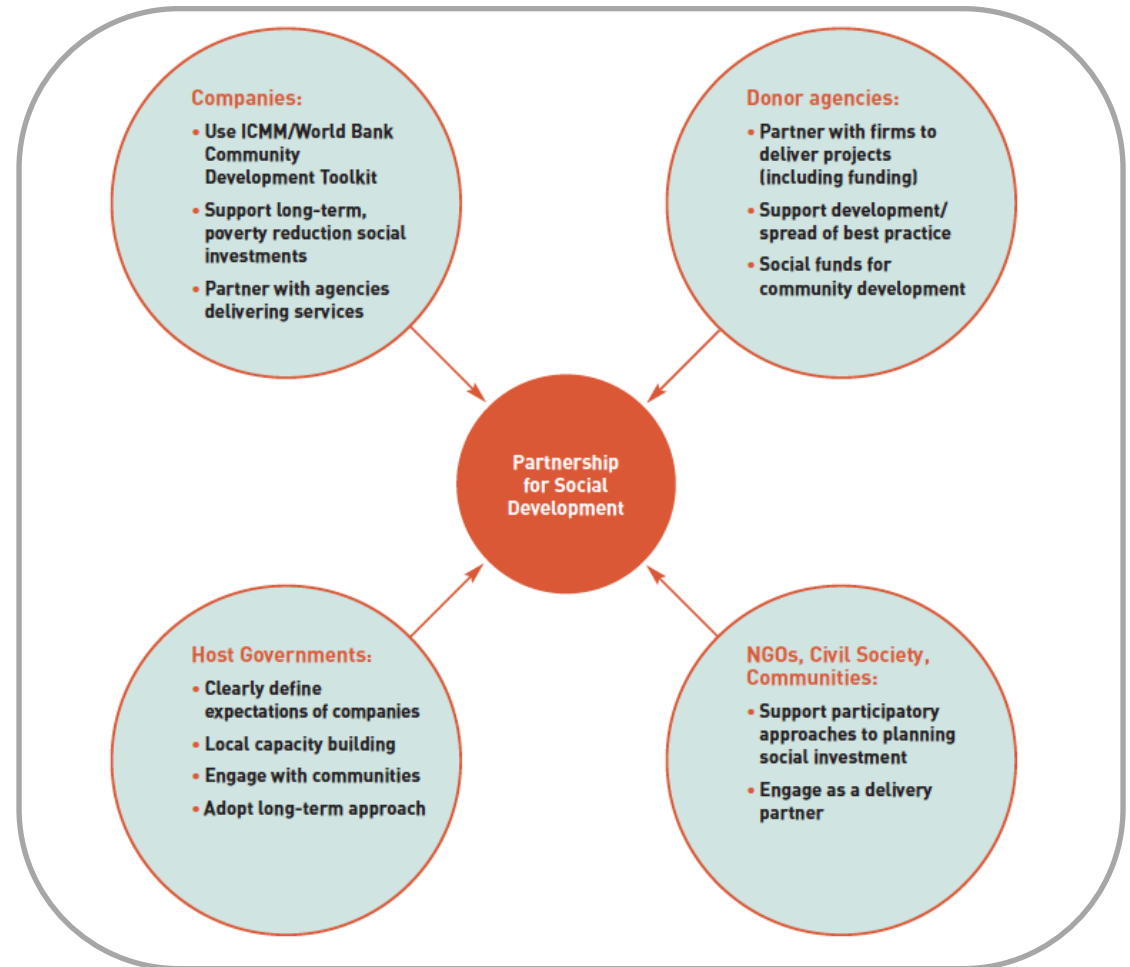 Companies:
• Use ICMM/World Bank
Community
Development Toolkit
• Support long-term,
poverty reduction social
investments
• Partner with agencies
delivering services
Donor agencies:
• Partner with firms to
deliver projects
(including funding)
• Support development/
spread of best practice
• Social funds for
community development
Partnership
for Social
Development
Host Governments:
• Clearly define
expectations of companies
• Local capacity building
• Engage with communities
• Adopt long-term approach
NGOs, Civil Society,
Communities:
• Support participatory
approaches to planning
social investment
• Engage as a delivery
partner